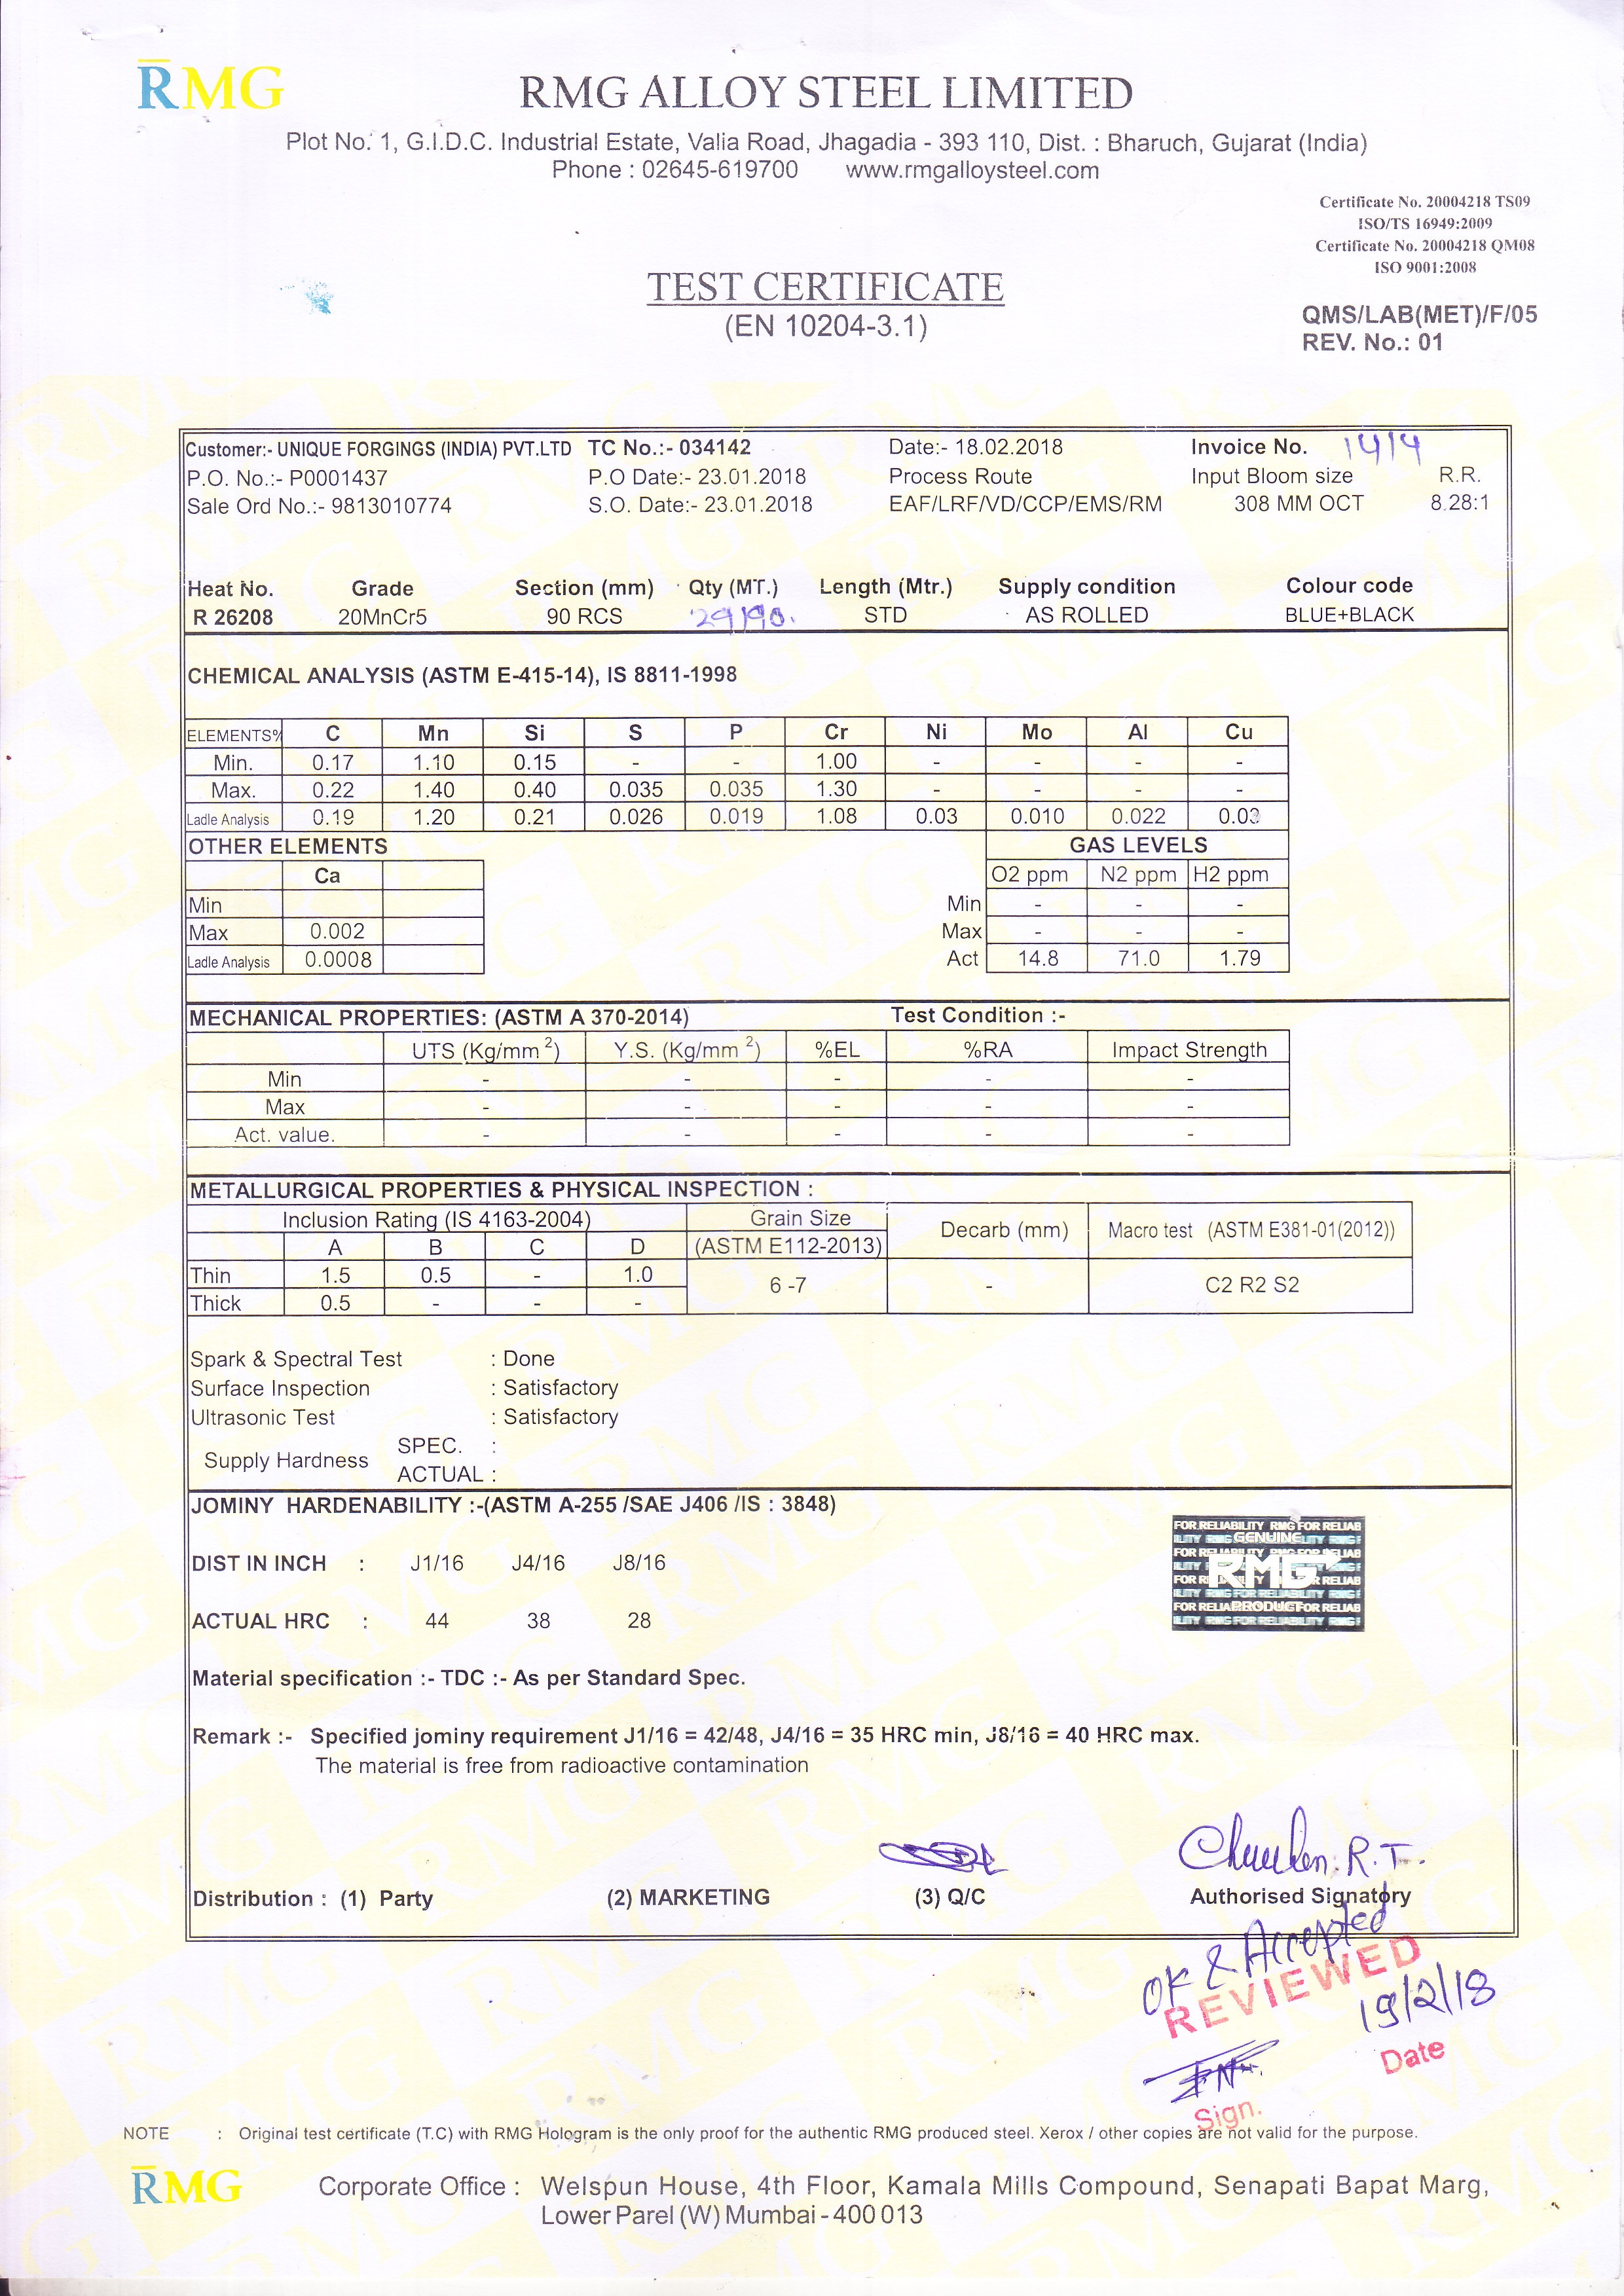 RMG
RMG ALLOY STEEL LIMITED
Plot No. 1, G.I.D.C. Industrial Estate, Valia Road, Jhagadia - 393 110, Dist. : Bharuch, Gujarat (India)
Phone : 02645-619700 www.rmgalloysteel.com
Certificate No. 20004218 TS09
ISO/TS 16949:2009
Certificate No. 20004218 QM08
ISO 9001:2008
TEST CERTIFICATE
(EN 10204-3.1)
QMS/LAB(MET)/F/05
REV. No.: 01
Customer:- UNIQUE FORGINGS (INDIA) PVT.LTD TC No.:- 034142 Date:- 18.02.2018 Invoice No. 1414
P.O. No.:- P0001437 P.O Date:- 23.01.2018 Process Route Input Bloom size R.R.
Sale Ord No.:- 9813010774 S.O. Date:- 23.01.2018 EAF/LRF/VD/CCP/EMS/RM 308 MM OCT 8.28:1
Heat No. Grade Section (mm) Qty (MT.) Length (Mtr.) Supply condition Colour code
R 26208 20MnCr5 90 RCS STD AS ROLLED BLUE+BLACK
CHEMICAL ANALYSIS (ASTM E-415-14), IS 8811-1998
ELEMENTS% C Mn Si S P Cr Ni Mo Al Cu
Min. 0.17 1.10 0.15 - - 1.00 - - - -
Max. 0.22 1.40 0.40 0.035 0.035 1.30 - - - -
Ladle Analysis 0.19 1.20 0.21 0.026 0.019 1.08 0.03 0.010 0.022 0.03
OTHER ELEMENTS GAS LEVELS
Ca O2 ppm N2 ppm H2 ppm
Min Min - - -
Max 0.002 Max - - -
Ladle Analysis 0.0008 Act 14.8 71.0 1.79
MECHANICAL PROPERTIES: (ASTM A 370-2014) Test Condition :-
UTS (Kg/mm 2) Y.S. (Kg/mm 2) %EL %RA Impact Strength
Min - - - - -
Max - - - - -
Act. value. - - - - -
METALLURGICAL PROPERTIES & PHYSICAL INSPECTION :
Inclusion Rating (IS 4163-2004) Grain Size Decarb (mm) Macro test (ASTM E381-01(2012))
A B C D (ASTM E112-2013)
Thin 1.5 0.5 - 1.0 6 -7 - C2 R2 S2
Thick 0.5 - - -
Spark & Spectral Test : Done
Surface Inspection : Satisfactory
Ultrasonic Test : Satisfactory
Supply Hardness SPEC. :
ACTUAL :
JOMINY HARDENABILITY :-(ASTM A-255 /SAE J406 /IS : 3848)
DIST IN INCH : J1/16 J4/16 J8/16
ACTUAL HRC : 44 38 28
FOR RELIABILITY RMG FOR RELIAB
GENUINE
RMG
PRODUCT
Material specification :- TDC :- As per Standard Spec.
Remark :- Specified jominy requirement J1/16 = 42/48, J4/16 = 35 HRC min, J8/16 = 40 HRC max.
The material is free from radioactive contamination
R.T.
Distribution : (1) Party (2) MARKETING (3) Q/C Authorised Signatory
OK & Accepted
REVIEWED
19/2/18
Date
Sign.
NOTE : Original test certificate (T.C) with RMG Hologram is the only proof for the authentic RMG produced steel. Xerox / other copies are not valid for the purpose.
RMG
Corporate Office : Welspun House, 4th Floor, Kamala Mills Compound, Senapati Bapat Marg,
Lower Parel (W) Mumbai - 400 013